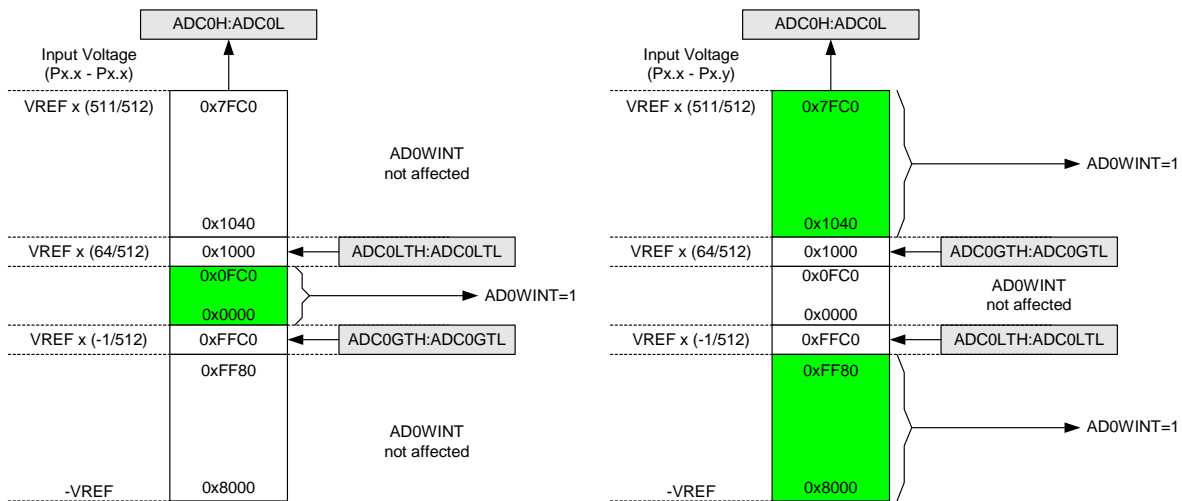 ADC0H:ADC0L
Input Voltage
(Px.x - Px.x)
VREF x (511/512)
0x7FC0
AD0WINT
not affected
0x1040
VREF x (64/512)
0x1000
ADC0LTH:ADC0LTL
0x0FC0
AD0WINT=1
0x0000
VREF x (-1/512)
0xFFC0
ADC0GTH:ADC0GTL
0xFF80
AD0WINT
not affected
-VREF
0x8000
ADC0H:ADC0L
Input Voltage
(Px.x - Px.y)
VREF x (511/512)
0x7FC0
AD0WINT=1
0x1040
VREF x (64/512)
0x1000
ADC0GTH:ADC0GTL
0x0FC0
AD0WINT
not affected
0x0000
VREF x (-1/512)
0xFFC0
ADC0LTH:ADC0LTL
0xFF80
AD0WINT=1
-VREF
0x8000